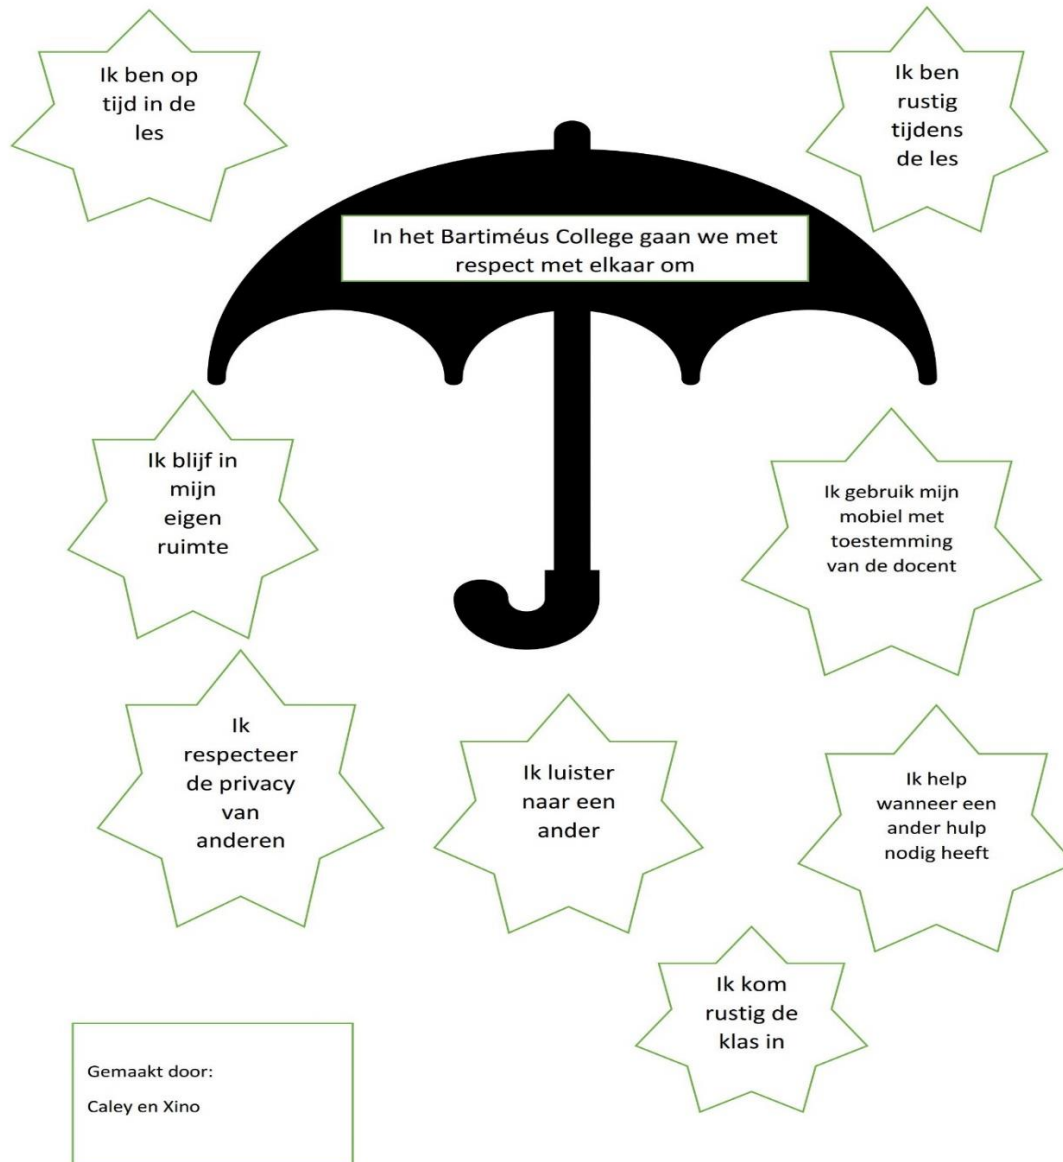 Ik ben op
tijd in de
les
Ik ben
rustig
tijdens
de les
In het Bartiméus College gaan we met
respect met elkaar om
Ik blijf in
mijn
eigen
ruimte
Ik gebruik mijn
mobiel met
toestemming
van de docent
Ik
respecteer
de privacy
van
anderen
Ik luister
naar een
ander
Ik help
wanneer een
ander hulp
nodig heeft
Ik kom
rustig de
klas in
Gemaakt door:
Caley en Xino